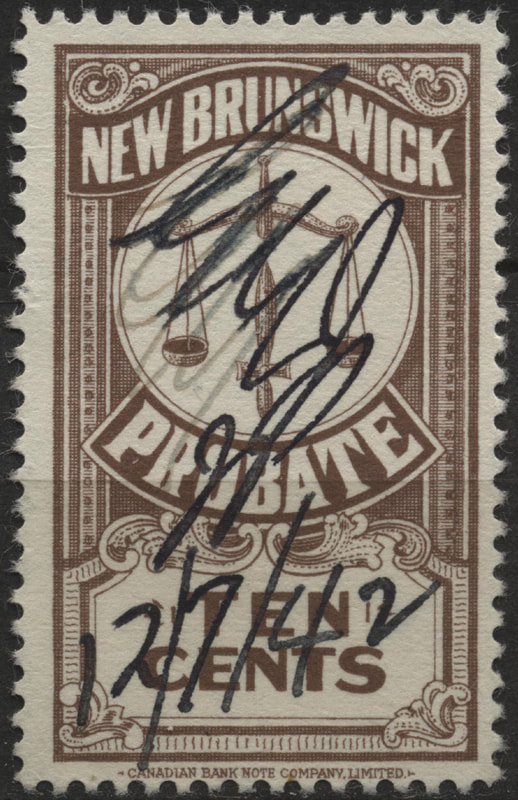 NEW BRUNSWICK
PROBATE
12/7/42
TEN
CENTS
CANADIAN BANK NOTE COMPANY, LIMITED.